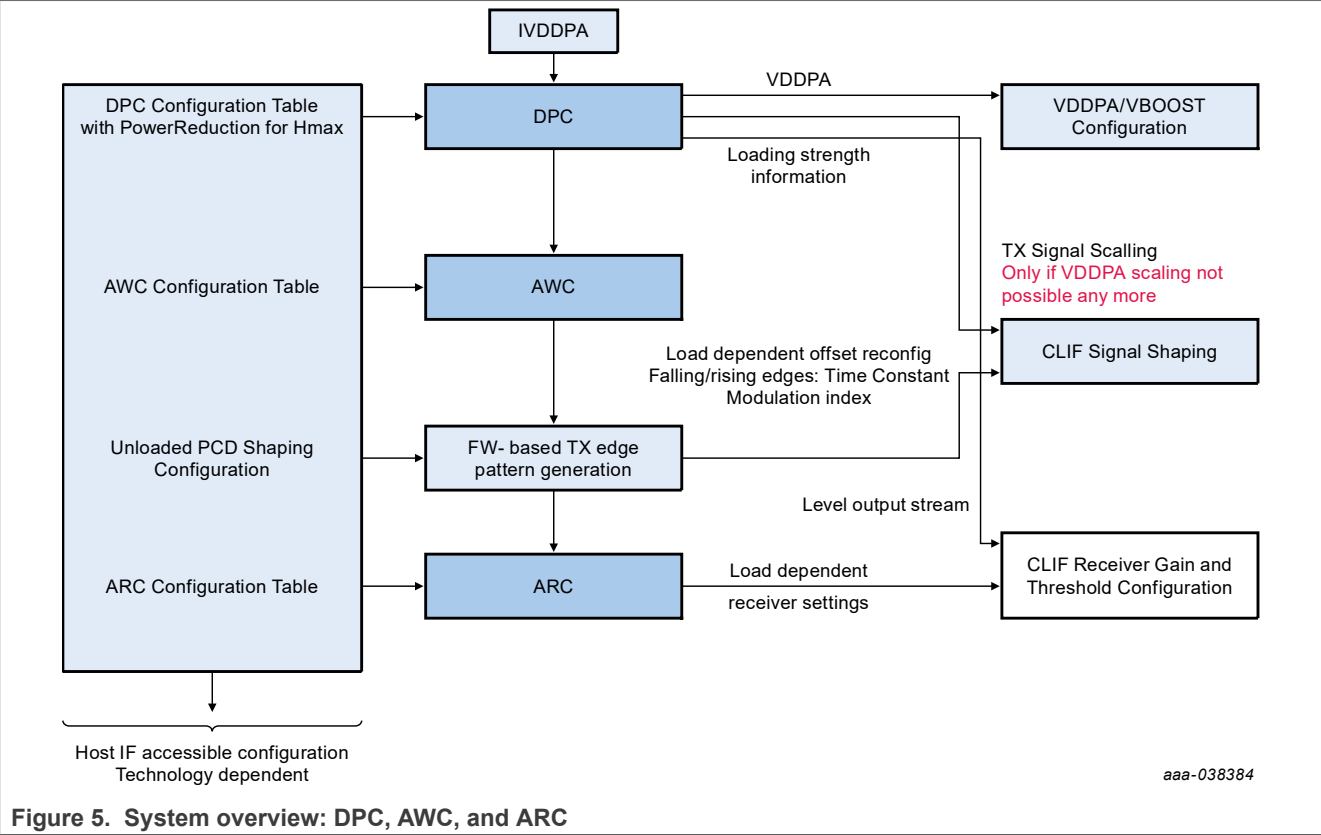 IVDDPA
DPC Configuration Table
with PowerReduction for Hmax
DPC
VDDPA
VDDPA/VBOOST
Configuration
Loading strength
information
AWC Configuration Table
AWC
TX Signal Scalling
Only if VDDPA scaling not
possible any more
CLIF Signal Shaping
Load dependent offset reconfig
Falling/rising edges: Time Constant
Modulation index
Unloaded PCD Shaping
Configuration
FW- based TX edge
pattern generation
Level output stream
ARC Configuration Table
ARC
Load dependent
receiver settings
CLIF Receiver Gain and
Threshold Configuration
Host IF accessible configuration
Technology dependent
aaa-038384
Figure 5. System overview: DPC, AWC, and ARC